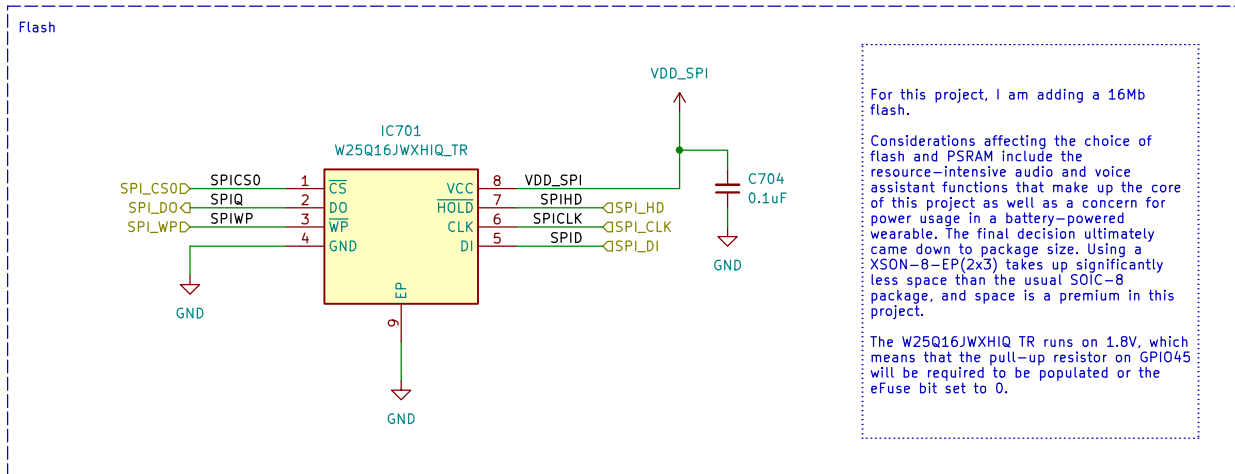 Flash
VDD_SPI
IC701
W25Q16JWXHIQ_TR
SPI_CS0 SPICS0 1 CS VCC 8 VDD_SPI
SPI_DO SPIQ 2 DO HOLD 7 SPIHD SPI_HD
SPI_WP SPIWP 3 WP CLK 6 SPICLK SPI_CLK
4 GND DI 5 SPID SPI_DI
EP
9
GND
GND
C704
0.1uF
GND
For this project, I am adding a 16Mb
flash.
Considerations affecting the choice of
flash and PSRAM include the
resource-intensive audio and voice
assistant functions that make up the core
of this project as well as a concern for
power usage in a battery-powered
wearable. The final decision ultimately
came down to package size. Using a
XSON-8-EP(2x3) takes up significantly
less space than the usual SOIC-8
package, and space is a premium in this
project.
The W25Q16JWXHIQ TR runs on 1.8V, which
means that the pull-up resistor on GPIO45
will be required to be populated or the
eFuse bit set to 0.